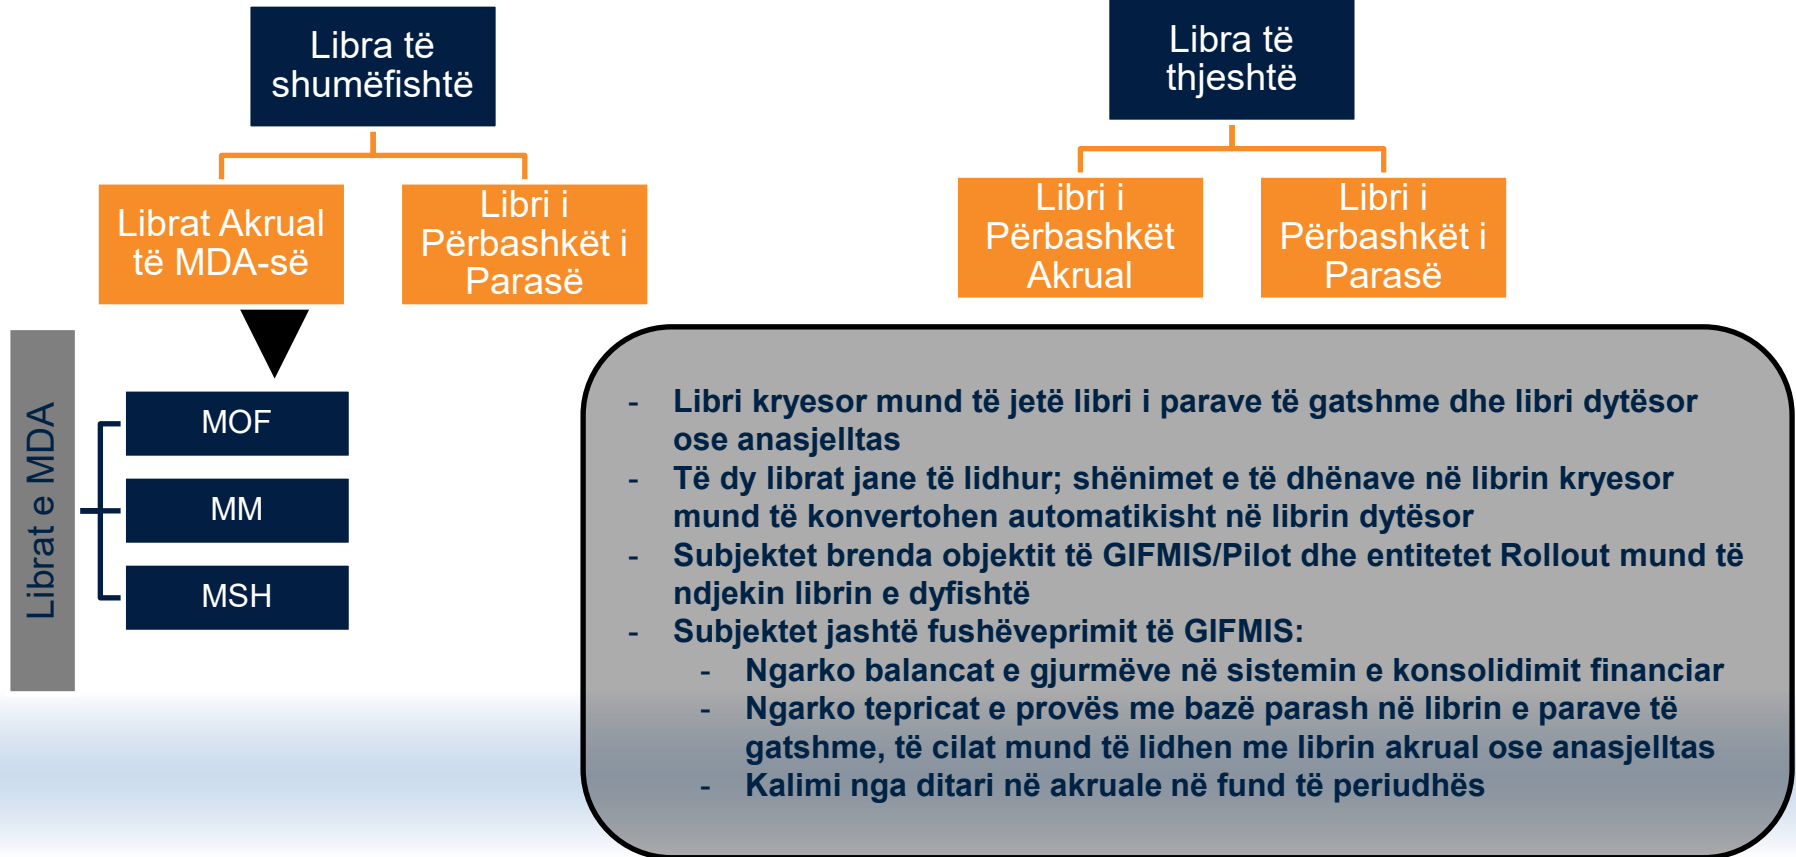 Libra të
shumëfishtë
Libra të
thjeshtë
Librat Akrual
të MDA-së
Libri i
Përbashkët i
Parasë
Libri i
Përbashkët
Akrual
Libri i
Përbashkët i
Parasë
Librat e MDA
MOF
MM
MSH
- Libri kryesor mund të jetë libri i parave të gatshme dhe libri dytësor
ose anasjelltas
- Të dy librat jane të lidhur; shënimet e të dhënave në librin kryesor
mund të konvertohen automatikisht në librin dytësor
- Subjektet brenda objektit të GIFMIS/Pilot dhe entitetet Rollout mund të
ndjekin librin e dyfishtë
- Subjektet jashtë fushëveprimit të GIFMIS:
- Ngarko balancat e gjurmëve në sistemin e konsolidimit financiar
- Ngarko tepricat e provës me bazë parash në librin e parave të
gatshme, të cilat mund të lidhen me librin akrual ose anasjelltas
- Kalimi nga ditari në akruale në fund të periudhës